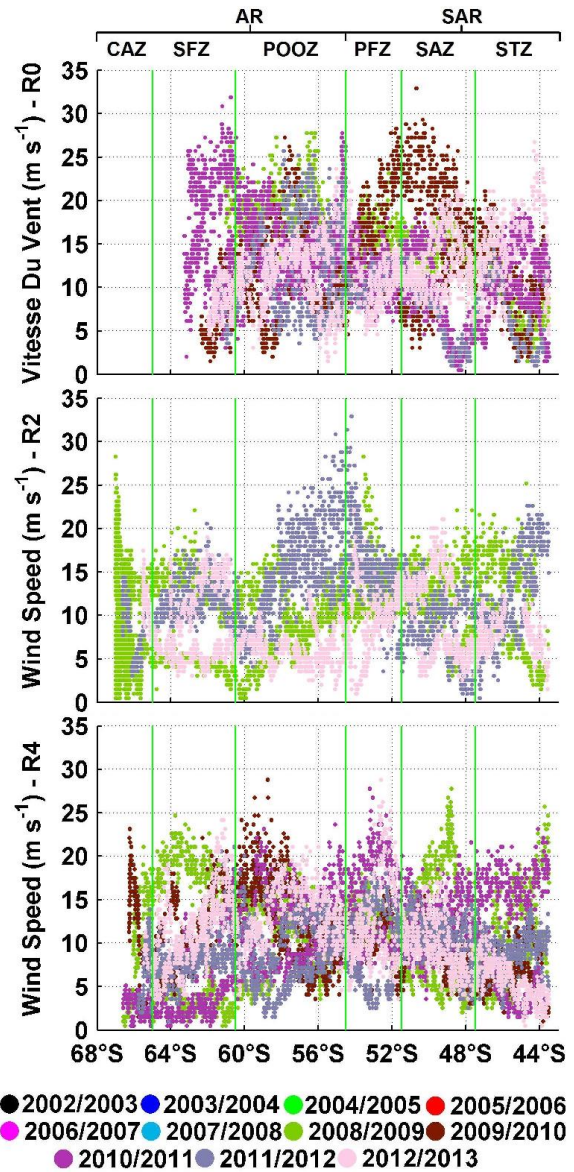 AR SAR
CAZ SFZ POOZ PFZ SAZ STZ
Vitesse Du Vent (m s⁻¹) - R0
35
30
25
20
15
10
5
0
Wind Speed (m s⁻¹) - R2
35
30
25
20
15
10
5
0
Wind Speed (m s⁻¹) - R4
35
30
25
20
15
10
5
0
68°S 64°S 60°S 56°S 52°S 48°S 44°S
2002/2003 2003/2004 2004/2005 2005/2006
2006/2007 2007/2008 2008/2009 2009/2010
2010/2011 2011/2012 2012/2013